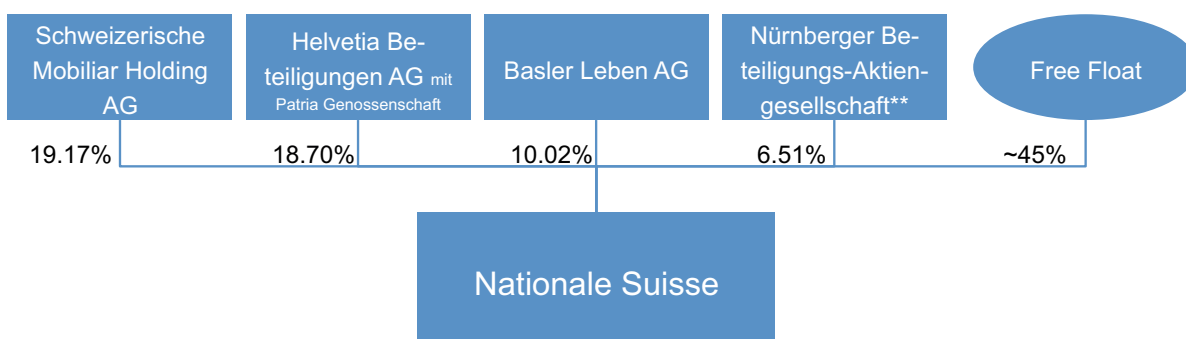 Schweizerische
Mobiliar Holding
AG
Helvetia Be-
teiligungen AG mit
Patria Genossenschaft
Basler Leben AG
Nürnberger Be-
teiligungs-Aktien-
gesellschaft**
Free Float
19.17%
18.70%
10.02%
6.51%
~45%
Nationale Suisse